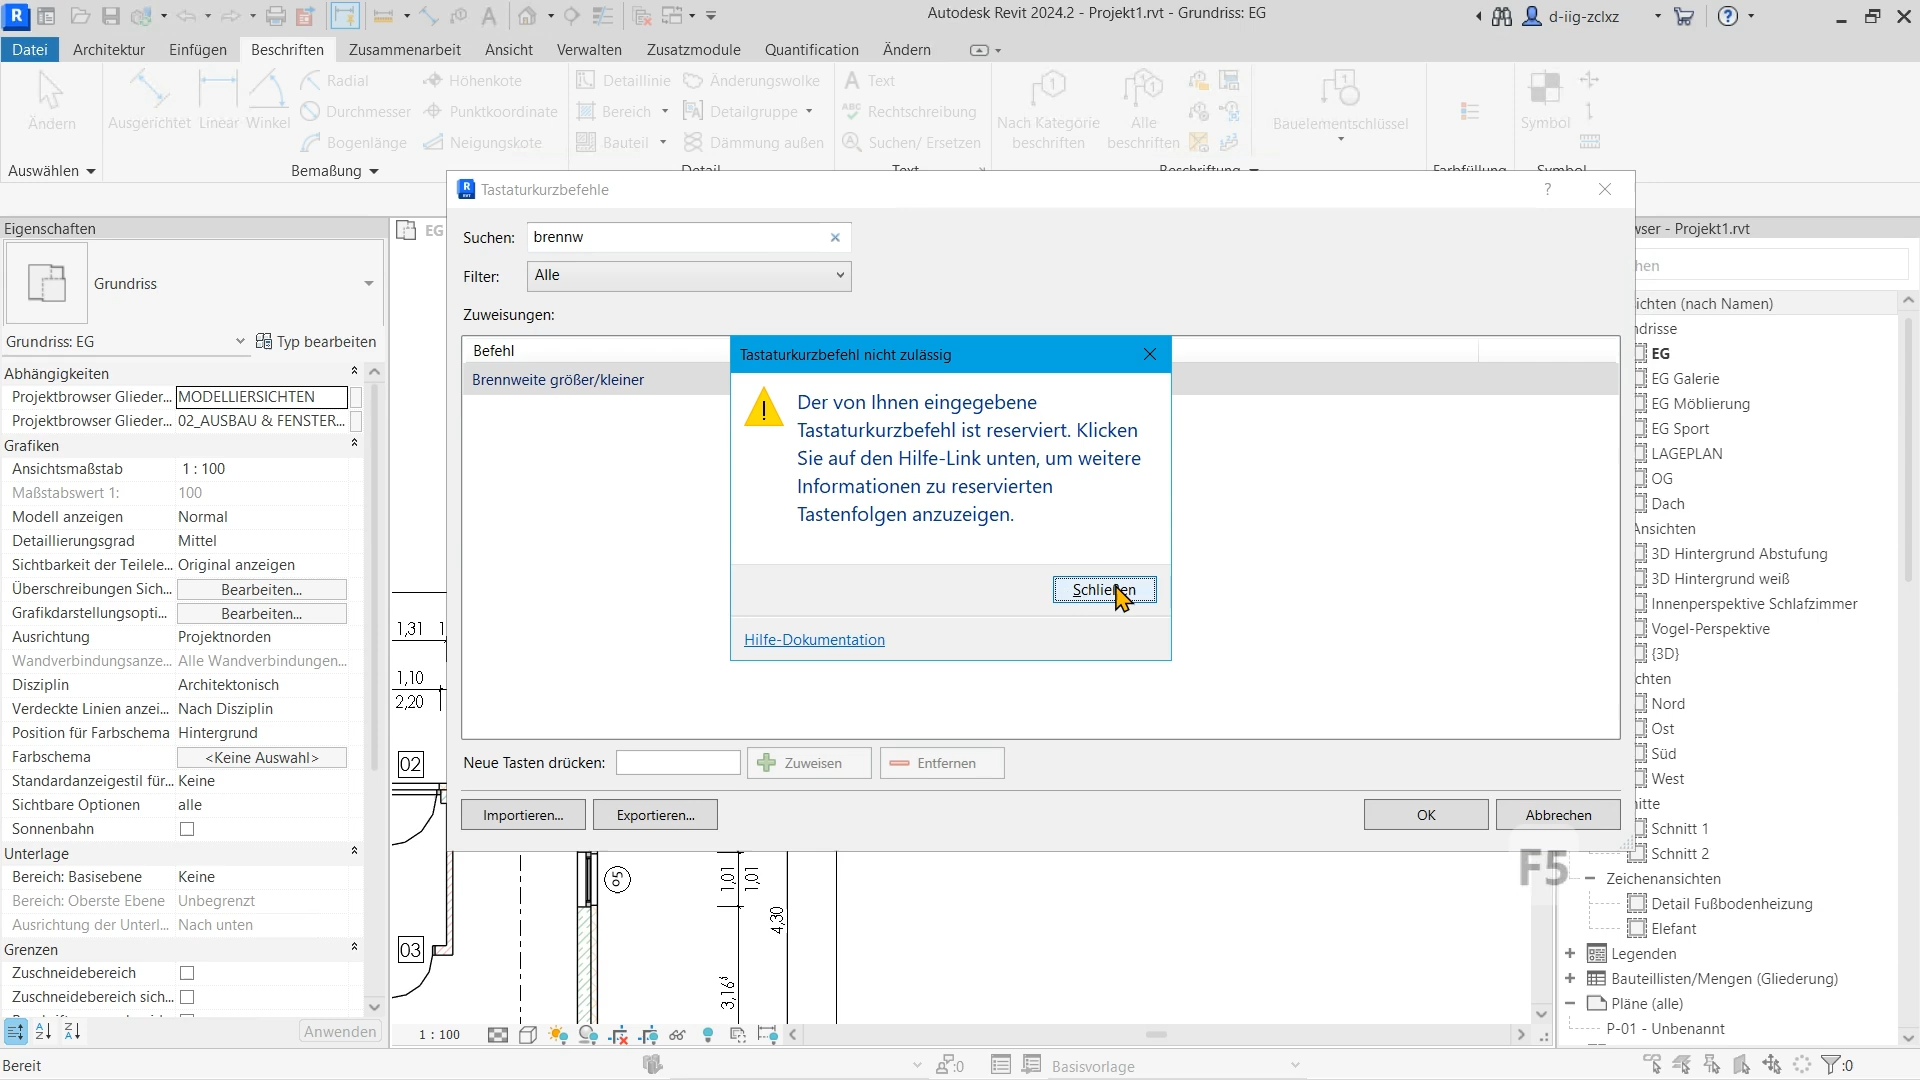 Autodesk Revit 2024.2 - Projekt1.rvt - Grundriss: EG
d-iig-zclxz
Datei Architektur Einfügen Beschriften Zusammenarbeit Ansicht Verwalten Zusatzmodule Quantification Ändern
Ändern
Ausgerichtet Linear Winkel
Radial
Durchmesser
Bogenlänge
Höhenkote
Punktkoordinate
Neigungskote
Detaillinie
Bereich
Bauteil
Änderungswolke
Detailgruppe
Dämmung außen
Text
Rechtschreibung
Suchen/ Ersetzen
Nach Kategorie
beschriften
Alle
beschriften
Bauelementschlüssel
Symbol
Auswählen Bemaßung Detail Text Beschriftung Farbfüllung Symbol
Eigenschaften
Grundriss
Grundriss: EG
Typ bearbeiten
Abhängigkeiten
Projektbrowser Glieder... MODELLIERSICHTEN
Projektbrowser Glieder... 02_AUSBAU & FENSTER...
Grafiken
Ansichtsmaßstab 1 : 100
Maßstabswert 1: 100
Modell anzeigen Normal
Detaillierungsgrad Mittel
Sichtbarkeit der Teilele... Original anzeigen
Überschreibungen Sich... Bearbeiten...
Grafikdarstellungsopti... Bearbeiten...
Ausrichtung Projektnorden
Wandverbindungsanze... Alle Wandverbindungen...
Disziplin Architektonisch
Verdeckte Linien anzei... Nach Disziplin
Position für Farbschema Hintergrund
Farbschema <Keine Auswahl>
Standardanzeigestil für... Keine
Sichtbare Optionen alle
Sonnenbahn
Unterlage
Bereich: Basisebene Keine
Bereich: Oberste Ebene Unbegrenzt
Ausrichtung der Unterl... Nach unten
Grenzen
Zuschneidebereich
Zuschneidebereich sich...
Anwenden
EG
1,31
1,10
2,20
02
03
05
1,01
1,01
4,30
3,16³
Tastaturkurzbefehle
?
Suchen: brennw
Filter: Alle
Zuweisungen:
Befehl
Brennweite größer/kleiner
Tastaturkurzbefehl nicht zulässig
Der von Ihnen eingegebene
Tastaturkurzbefehl ist reserviert. Klicken
Sie auf den Hilfe-Link unten, um weitere
Informationen zu reservierten
Tastenfolgen anzuzeigen.
Schließen
Hilfe-Dokumentation
Neue Tasten drücken: Zuweisen Entfernen
Importieren... Exportieren... OK Abbrechen
F5
wser - Projekt1.rvt
hen
ichten (nach Namen)
drisse
EG
EG Galerie
EG Möblierung
EG Sport
LAGEPLAN
OG
Dach
Ansichten
3D Hintergrund Abstufung
3D Hintergrund weiß
Innenperspektive Schlafzimmer
Vogel-Perspektive
{3D}
chten
Nord
Ost
Süd
West
itte
Schnitt 1
Schnitt 2
Zeichenansichten
Detail Fußbodenheizung
Elefant
Legenden
Bauteillisten/Mengen (Gliederung)
Pläne (alle)
P-01 - Unbenannt
1 : 100
Bereit
:0
Basisvorlage
:0